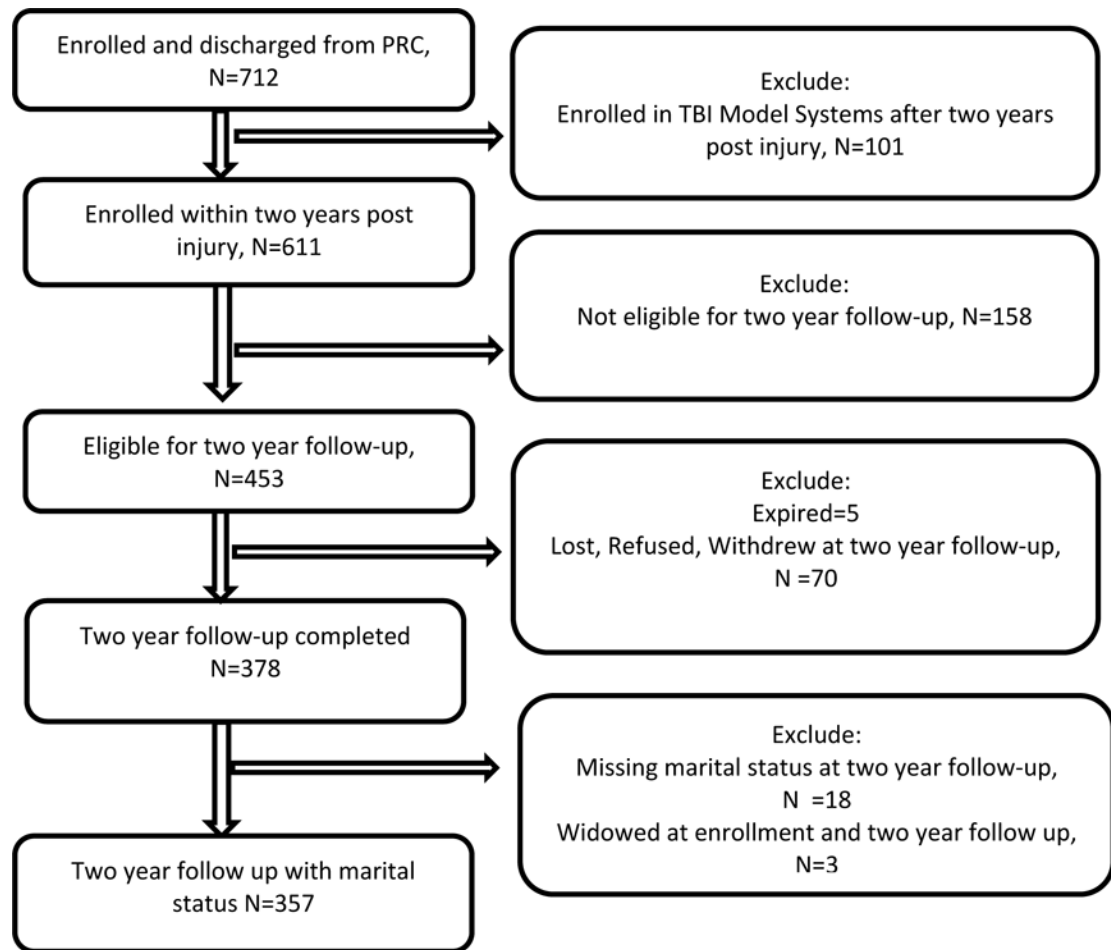 Enrolled and discharged from PRC,
N=712
Exclude:
Enrolled in TBI Model Systems after two years
post injury, N=101
Enrolled within two years post
injury, N=611
Exclude:
Not eligible for two year follow-up, N=158
Eligible for two year follow-up,
N=453
Exclude:
Expired=5
Lost, Refused, Withdrew at two year follow-up,
N =70
Two year follow-up completed
N=378
Exclude:
Missing marital status at two year follow-up,
N =18
Widowed at enrollment and two year follow up,
N=3
Two year follow up with marital
status N=357